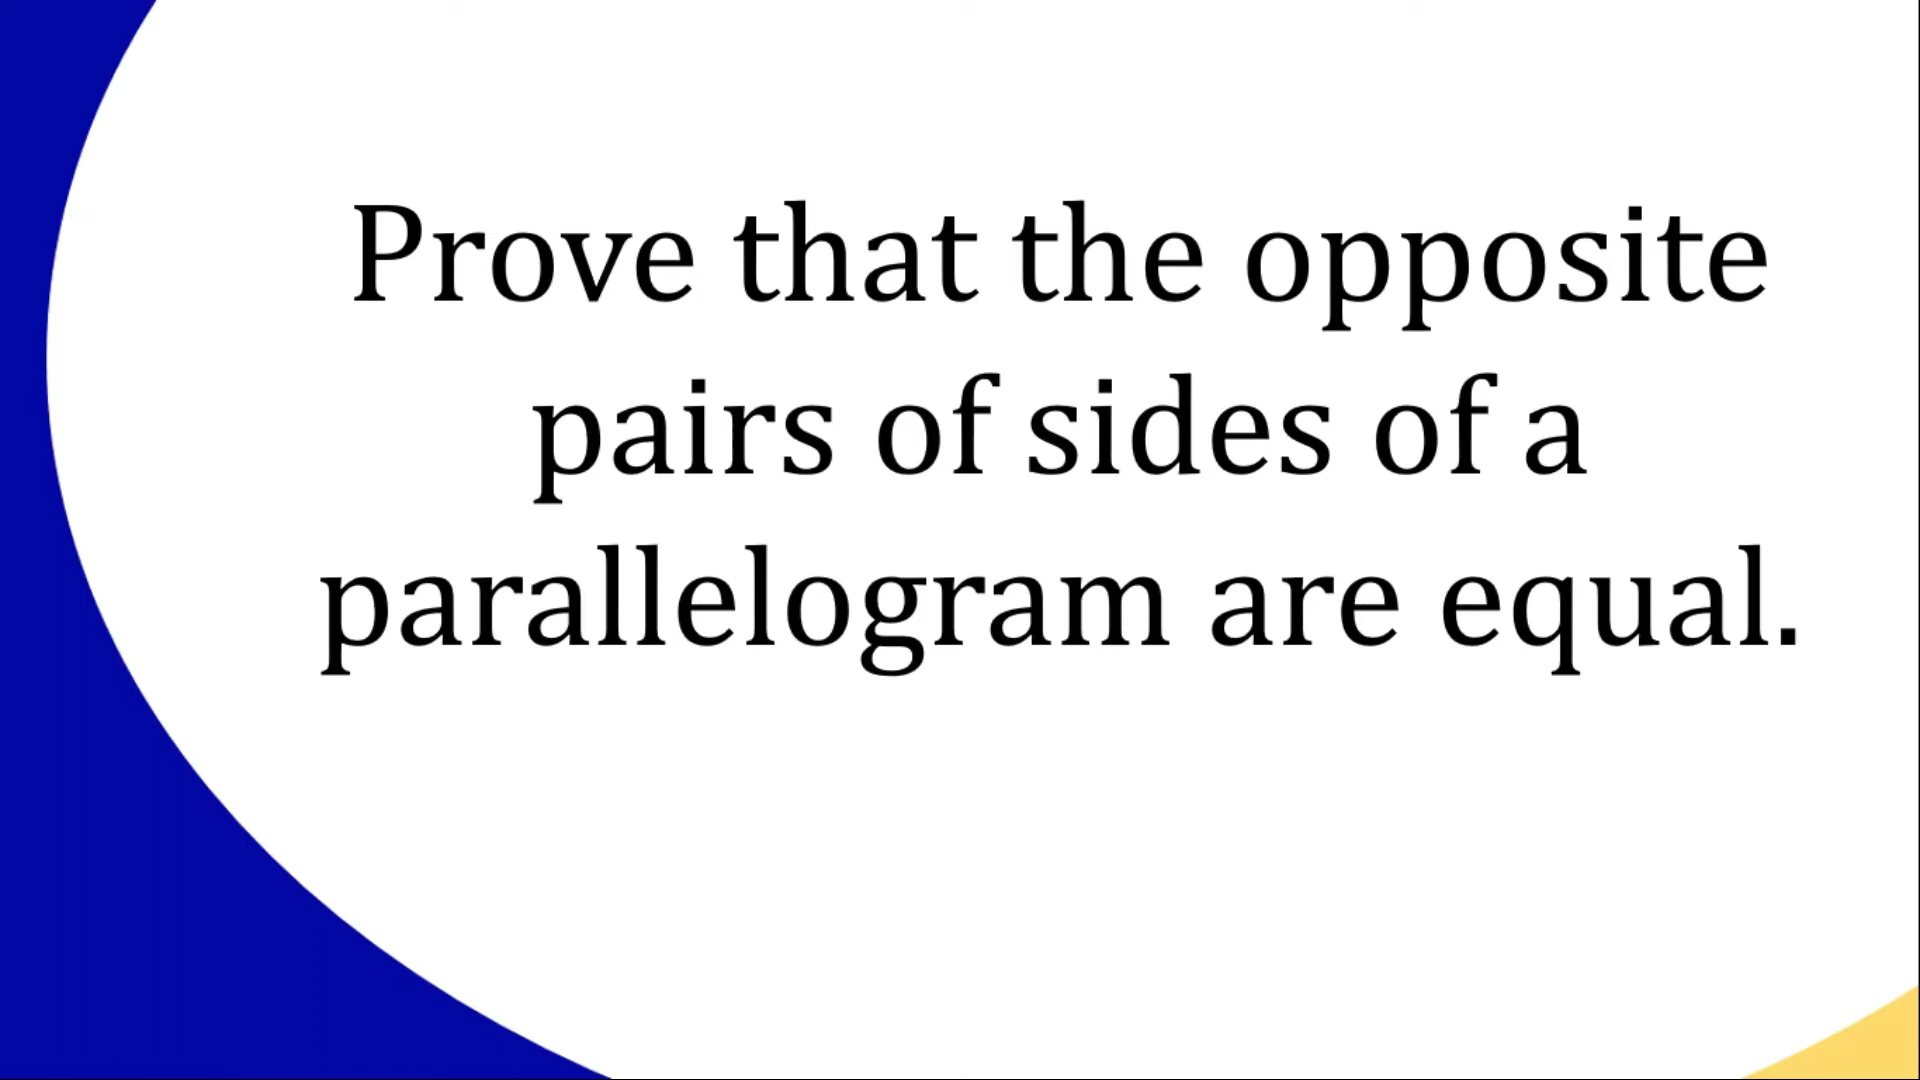 Prove that the opposite
pairs of sides of a
parallelogram are equal.